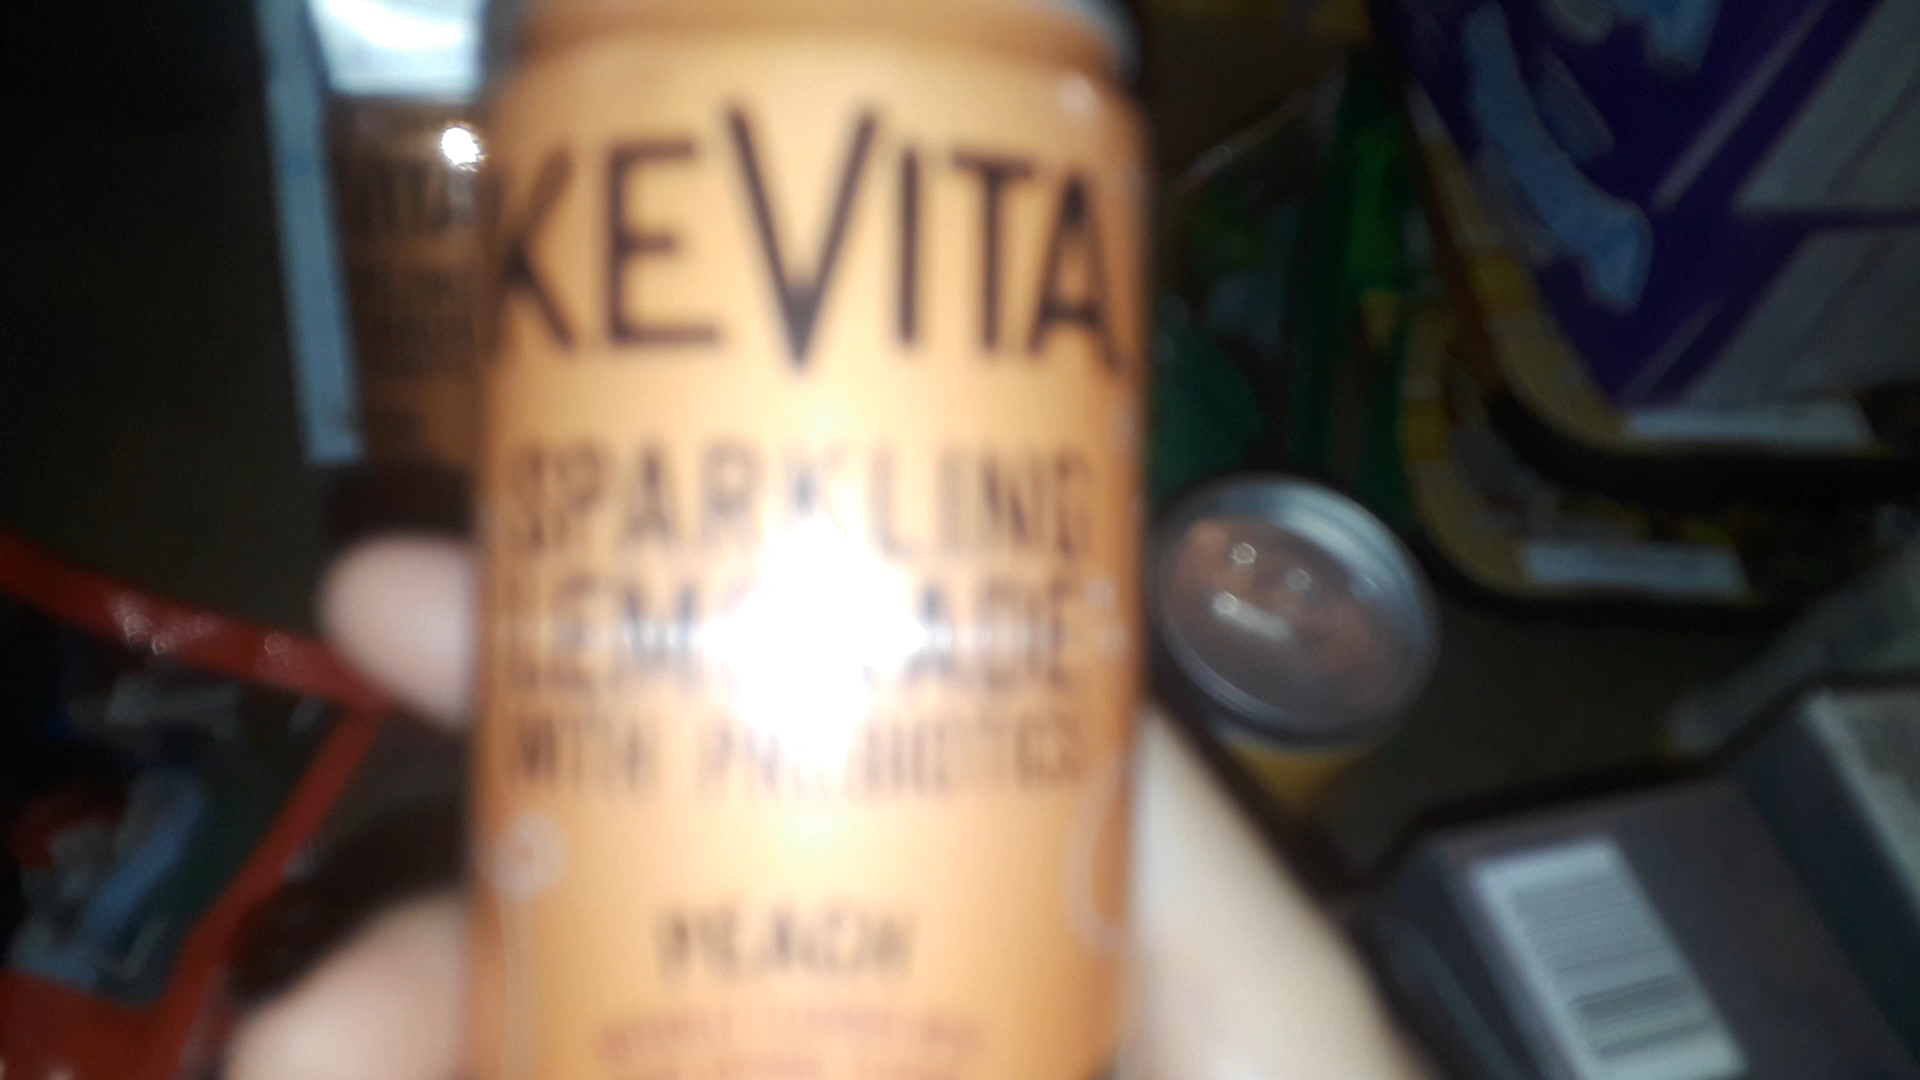 KEVITA
SPARKLING
LEMONADE
WITH PROBIOTICS
PEACH